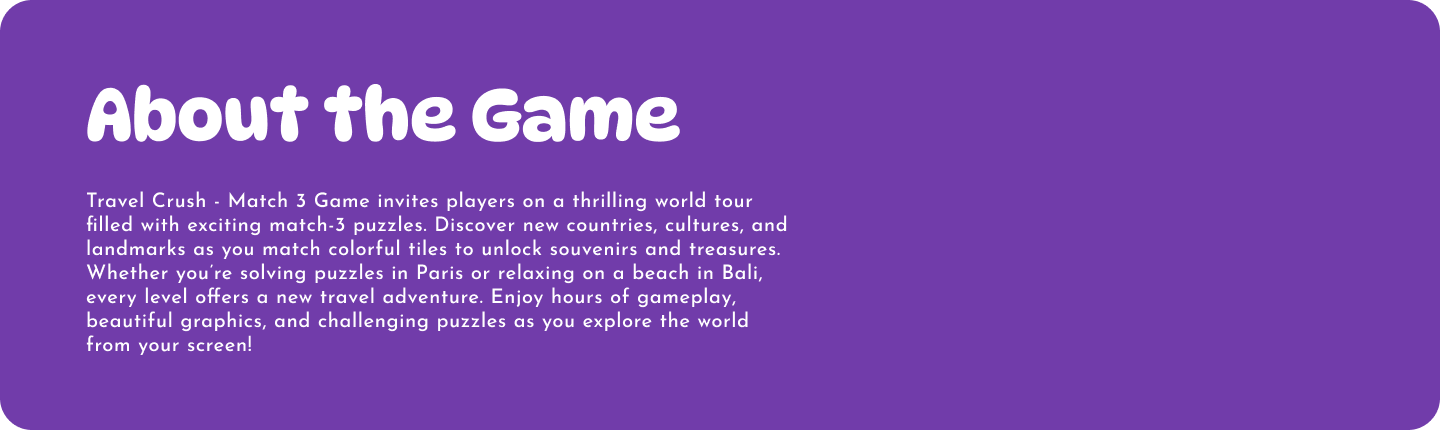 About the Game
Travel Crush - Match 3 Game invites players on a thrilling world tour
filled with exciting match-3 puzzles. Discover new countries, cultures, and
landmarks as you match colorful tiles to unlock souvenirs and treasures.
Whether you're solving puzzles in Paris or relaxing on a beach in Bali,
every level offers a new travel adventure. Enjoy hours of gameplay,
beautiful graphics, and challenging puzzles as you explore the world
from your screen!